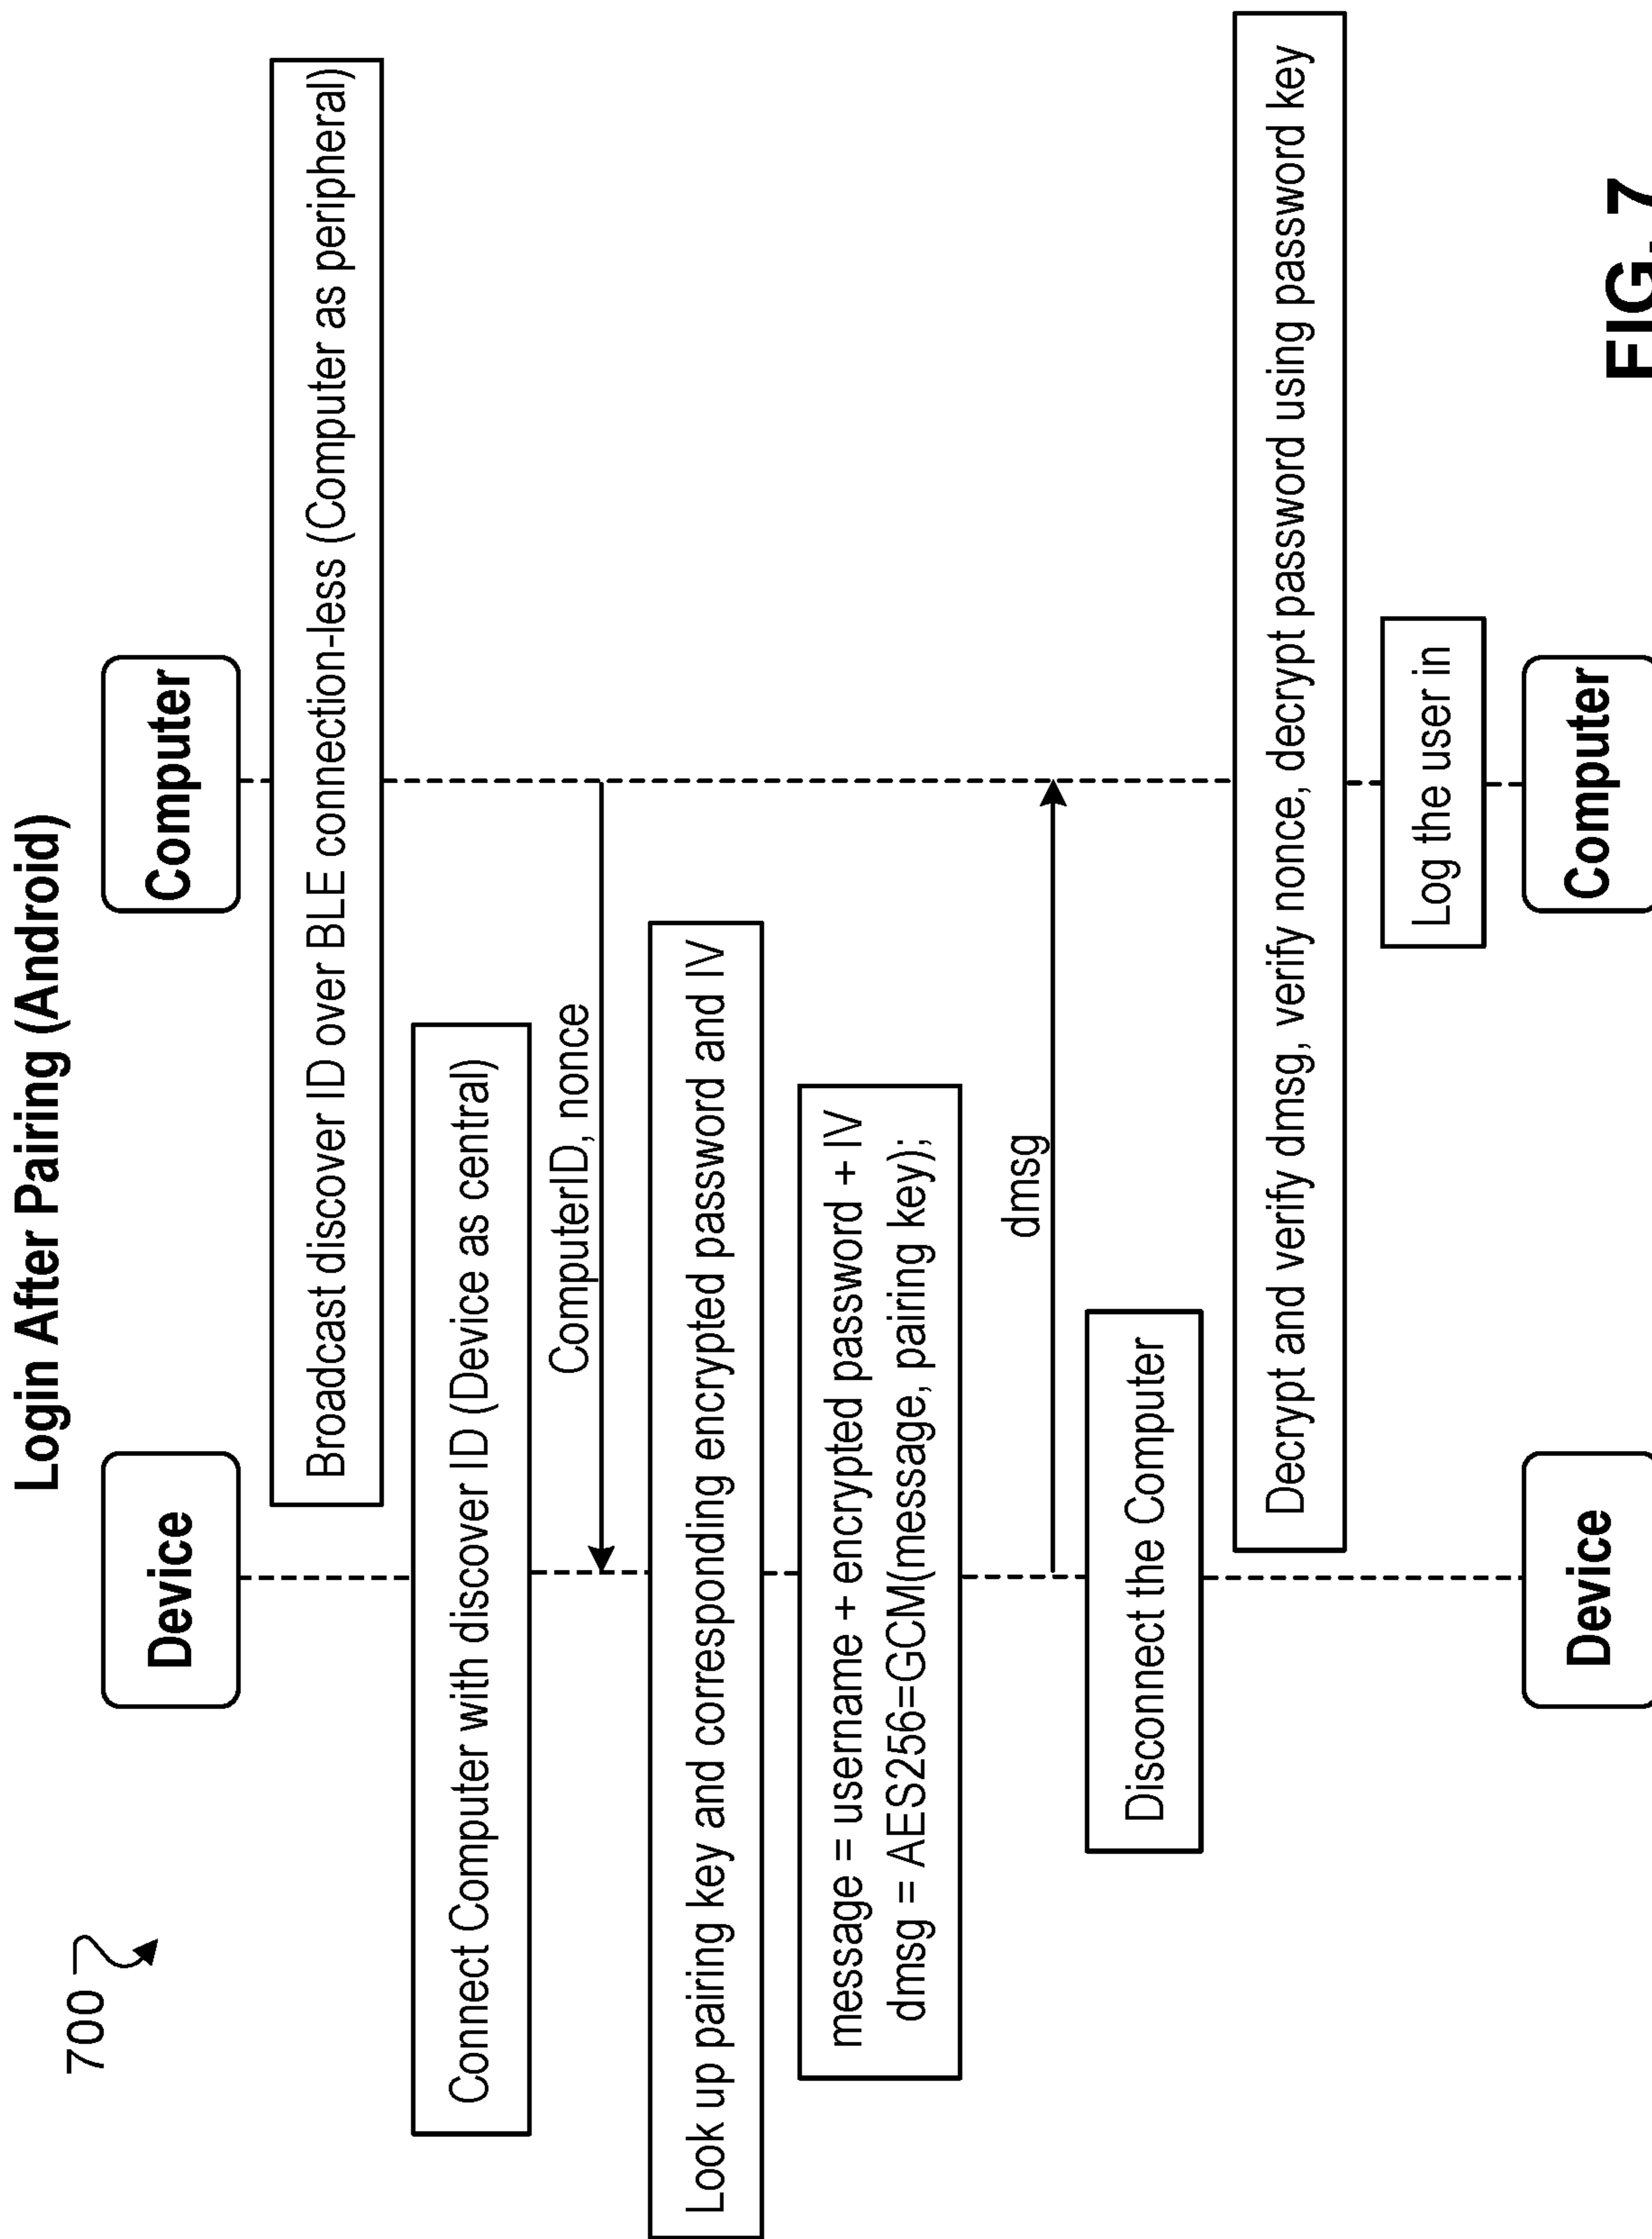 Login After Pairing (Android)
700
Device
Computer
Broadcast discover ID over BLE connection-less (Computer as peripheral)
Connect Computer with discover ID (Device as central)
ComputerID, nonce
Look up pairing key and corresponding encrypted password and IV
message = username + encrypted password + IV
dmsg = AES256=GCM(message, pairing key);
dmsg
Disconnect the Computer
Decrypt and verify dmsg, verify nonce, decrypt password using password key
Log the user in
Device
Computer
FIG. 7